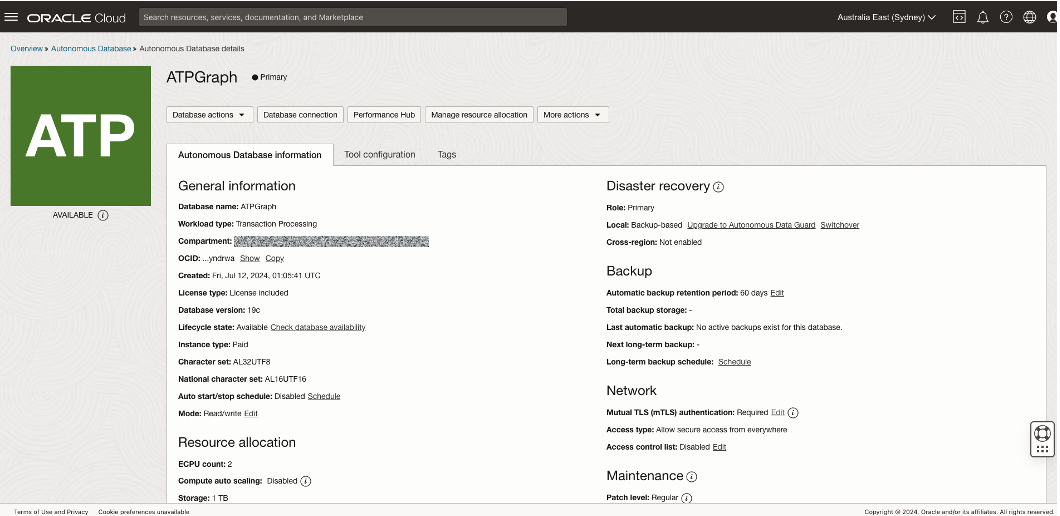 ORACLE Cloud
Search resources, services, documentation, and Marketplace
Australia East (Sydney)
Overview » Autonomous Database » Autonomous Database details
ATP
AVAILABLE
ATPGraph
Primary
Database actions
Database connection
Performance Hub
Manage resource allocation
More actions
Autonomous Database information
Tool configuration
Tags
General information
Database name: ATPGraph
Workload type: Transaction Processing
Compartment:
OCID: ...yndrwa Show Copy
Created: Fri, Jul 12, 2024, 01:05:41 UTC
License type: License included
Database version: 19c
Lifecycle state: Available Check database availability
Instance type: Paid
Character set: AL32UTF8
National character set: AL16UTF16
Auto start/stop schedule: Disabled Schedule
Mode: Read/write Edit
Resource allocation
ECPU count: 2
Compute auto scaling: Disabled
Storage: 1 TB
Disaster recovery
Role: Primary
Local: Backup-based Upgrade to Autonomous Data Guard Switchover
Cross-region: Not enabled
Backup
Automatic backup retention period: 60 days Edit
Total backup storage: -
Last automatic backup: No active backups exist for this database.
Next long-term backup: -
Long-term backup schedule: Schedule
Network
Mutual TLS (mTLS) authentication: Required Edit
Access type: Allow secure access from everywhere
Access control list: Disabled Edit
Maintenance
Patch level: Regular
Terms of Use and Privacy
Cookie preferences unavailable
Copyright © 2024, Oracle and/or its affiliates. All rights reserved.